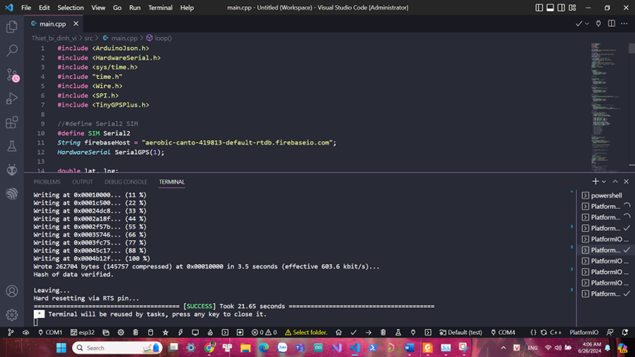 File Edit Selection View Go Run Terminal Help
main.cpp - Untitled (Workspace) - Visual Studio Code [Administrator]
main.cpp
Thiet_bi_dinh_vi > src > main.cpp > loop()
1 #include <ArduinoJson.h>
2 #include <HardwareSerial.h>
3 #include <sys/time.h>
4 #include "time.h"
5 #include <Wire.h>
6 #include <SPI.h>
7 #include <TinyGPSPlus.h>
8
9 //#define Serial2 SIM
10 #define SIM Serial2
11 String firebaseHost = "aerobic-canto-419813-default-rtdb.firebaseio.com";
12 HardwareSerial SerialGPS(1);
13
14 double lat, lng;
PROBLEMS OUTPUT DEBUG CONSOLE TERMINAL
Writing at 0x00010000... (11 %)
Writing at 0x0001c500... (22 %)
Writing at 0x00024dc8... (33 %)
Writing at 0x0002a18f... (44 %)
Writing at 0x0002f57b... (55 %)
Writing at 0x00035746... (66 %)
Writing at 0x0003fc75... (77 %)
Writing at 0x00045c17... (88 %)
Writing at 0x0004b12f... (100 %)
Wrote 262704 bytes (145757 compressed) at 0x00010000 in 3.5 seconds (effective 603.6 kbit/s)...
Hash of data verified.
Leaving...
Hard resetting via RTS pin...
[SUCCESS] Took 21.65 seconds
* Terminal will be reused by tasks, press any key to close it.
powershell
Platform...
Platform...
Platform...
PlatformIO
Platform...
PlatformIO
PlatformIO
PlatformIO
Platform...
COM1 esp32 0 0 Select folder. Default (test) COM4 C++ PlatformIO
Search
ENG
4:06 AM
6/26/2024